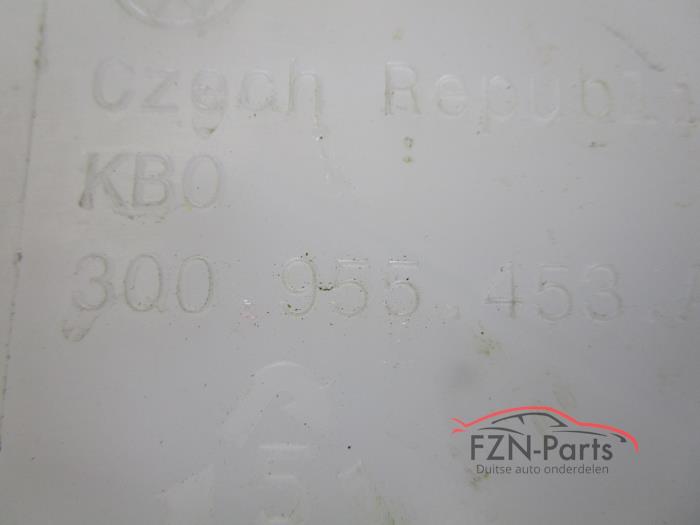 Czech Republi
KBO
3Q0 955.453.
FZN-Parts
Duitse auto onderdelen